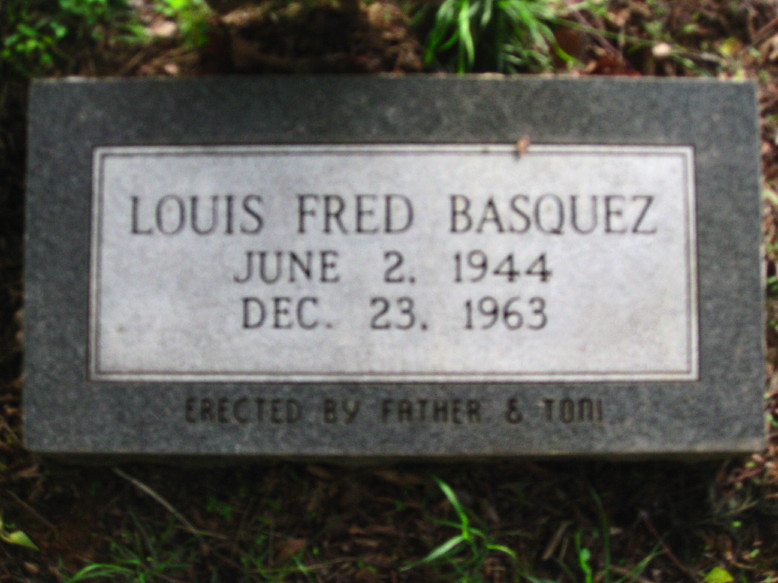 LOUIS FRED BASQUEZ
JUNE 2, 1944
DEC. 23, 1963
ERECTED BY FATHER & TONI